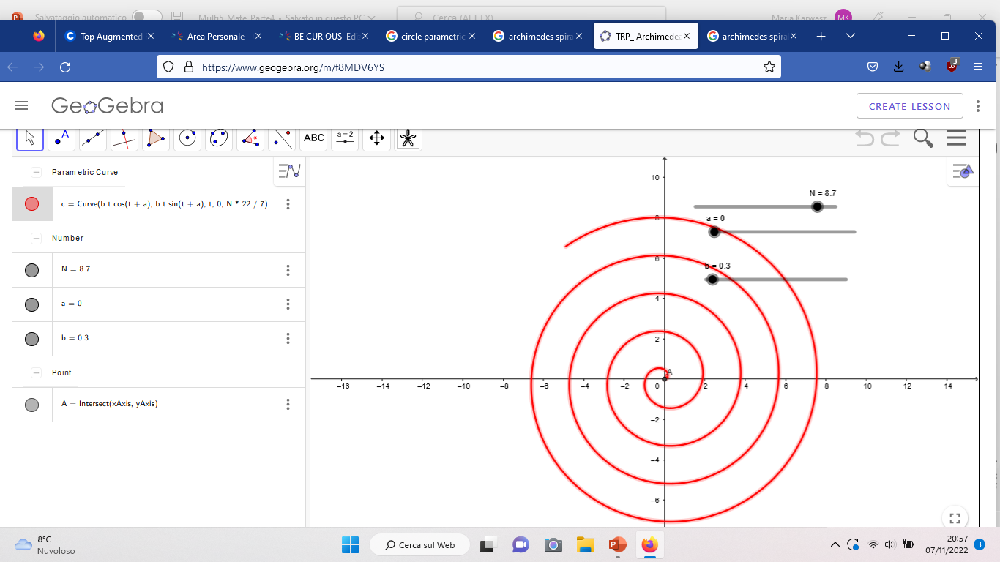 Salvataggio automatico
Multi5_Mate_Parte4 • Salvato in questo PC
Cerca (ALT+X)
Maria Karwasz
MK
Top Augmented
Area Personale -
BE CURIOUS! Edi
circle parametric
archimedes spira
TRP_ Archimedea
archimedes spira
https://www.geogebra.org/m/f8MDV6YS
3
GeoGebra
CREATE LESSON
A
α
ABC
a = 2
Parametric Curve
c = Curve(b t cos(t + a), b t sin(t + a), t, 0, N * 22 / 7)
Number
N = 8.7
a = 0
b = 0.3
Point
A = Intersect(xAxis, yAxis)
N = 8.7
a = 0
b = 0.3
10
8
6
4
2
A
−16 −14 −12 −10 −8 −6 −4 −2 0 2 4 6 8 10 12 14
−2
−4
−6
8°C
Nuvoloso
Cerca sul Web
20:57
07/11/2022
3